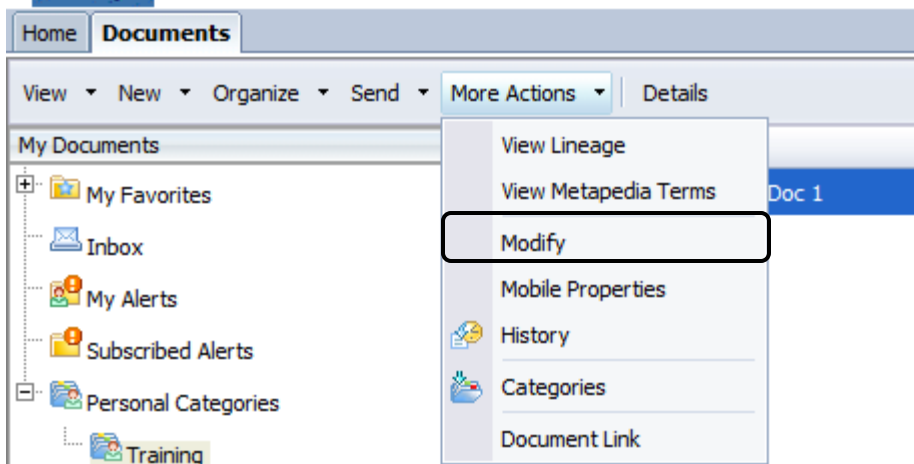 Home Documents
View New Organize Send More Actions Details
My Documents
My Favorites
Inbox
My Alerts
Subscribed Alerts
Personal Categories
Training
View Lineage
View Metapedia Terms
Modify
Mobile Properties
History
Categories
Document Link
Doc 1